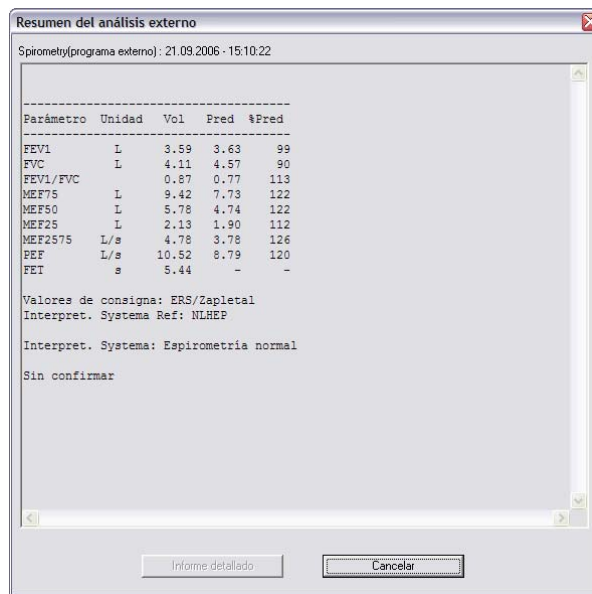 Resumen del análisis externo
Spirometry(programa externo) : 21.09.2006 - 15:10:22
---------------------------------------
Parámetro Unidad Vol Pred %Pred
---------------------------------------
FEV1 L 3.59 3.63 99
FVC L 4.11 4.57 90
FEV1/FVC 0.87 0.77 113
MEF75 L 9.42 7.73 122
MEF50 L 5.78 4.74 122
MEF25 L 2.13 1.90 112
MEF2575 L/s 4.78 3.78 126
PEF L/s 10.52 8.79 120
FET s 5.44 - -
Valores de consigna: ERS/Zapletal
Interpret. Systema Ref: NLHEP
Interpret. Systema: Espirometría normal
Sin confirmar
Informe detallado Cancelar